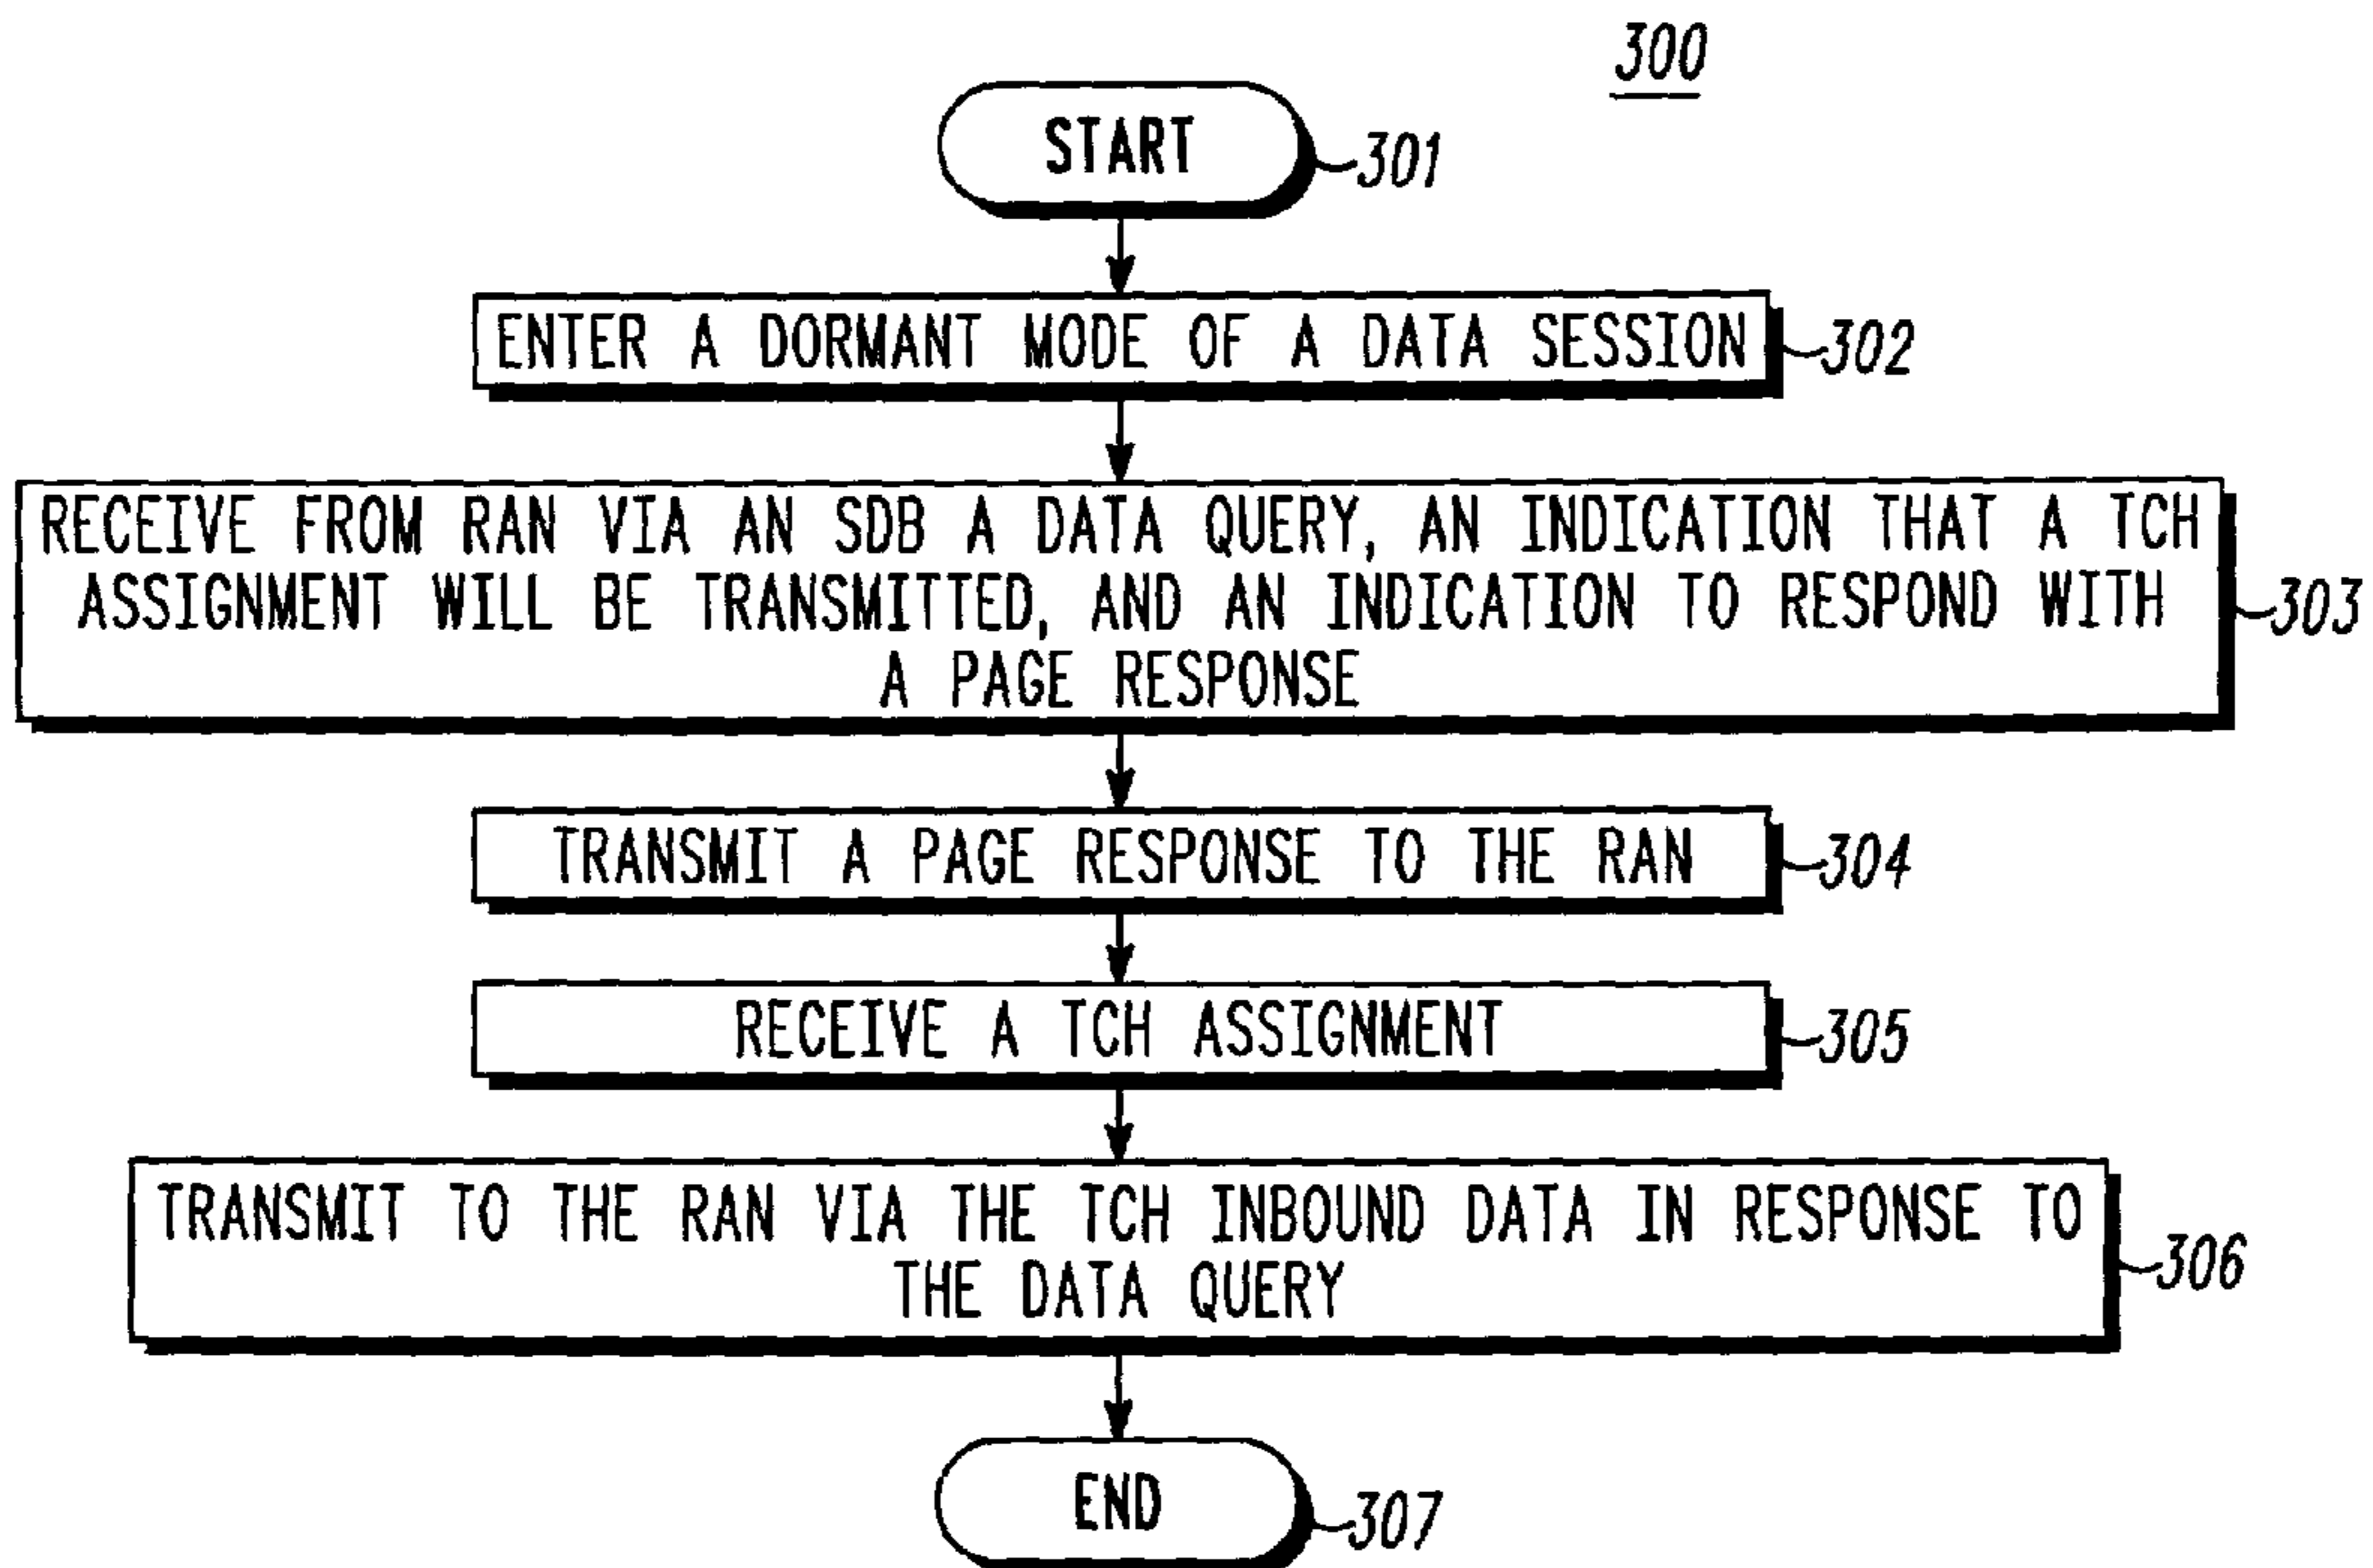 300
START
301
ENTER A DORMANT MODE OF A DATA SESSION
302
RECEIVE FROM RAN VIA AN SDB A DATA QUERY, AN INDICATION THAT A TCH
ASSIGNMENT WILL BE TRANSMITTED, AND AN INDICATION TO RESPOND WITH
A PAGE RESPONSE
303
TRANSMIT A PAGE RESPONSE TO THE RAN
304
RECEIVE A TCH ASSIGNMENT
305
TRANSMIT TO THE RAN VIA THE TCH INBOUND DATA IN RESPONSE TO
THE DATA QUERY
306
END
307